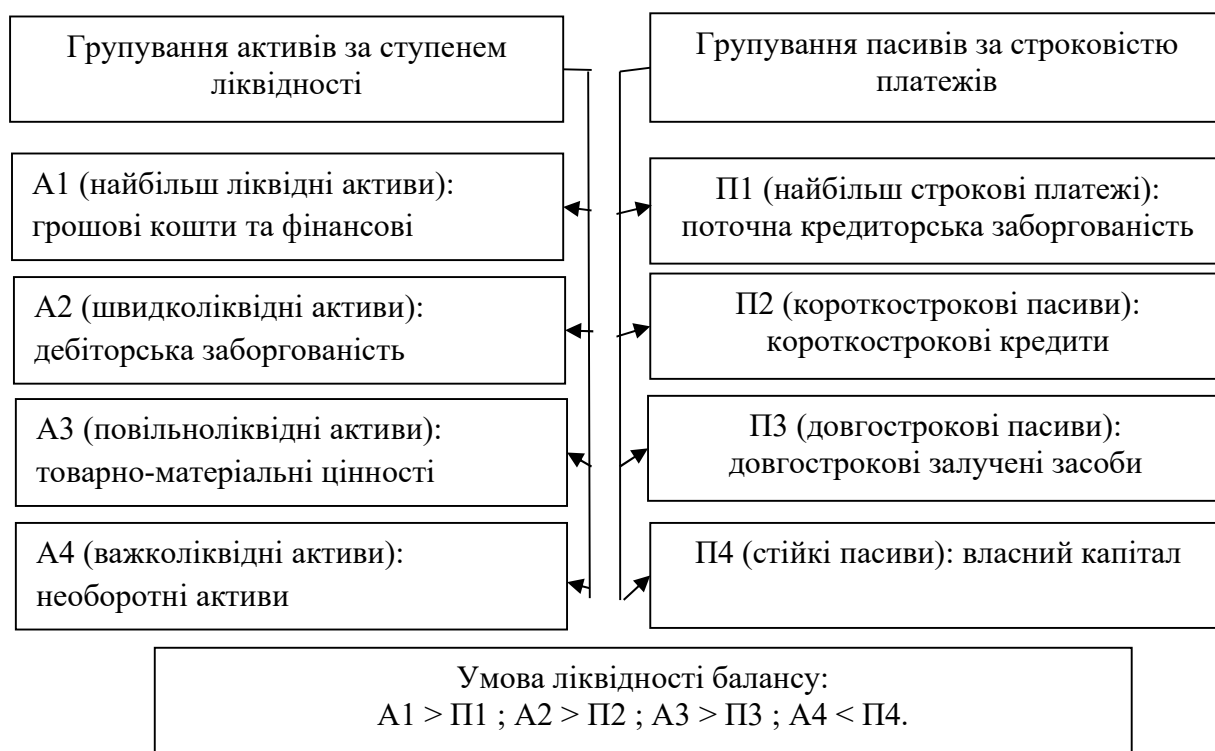 Групування активів за ступенем
ліквідності
Групування пасивів за строковістю
платежів
А1 (найбільш ліквідні активи):
грошові кошти та фінансові
П1 (найбільш строкові платежі):
поточна кредиторська заборгованість
А2 (швидколіквідні активи):
дебіторська заборгованість
П2 (короткострокові пасиви):
короткострокові кредити
А3 (повільноліквідні активи):
товарно-матеріальні цінності
П3 (довгострокові пасиви):
довгострокові залучені засоби
А4 (важколіквідні активи):
необоротні активи
П4 (стійкі пасиви): власний капітал
Умова ліквідності балансу:
А1 > П1 ; А2 > П2 ; А3 > П3 ; А4 < П4.